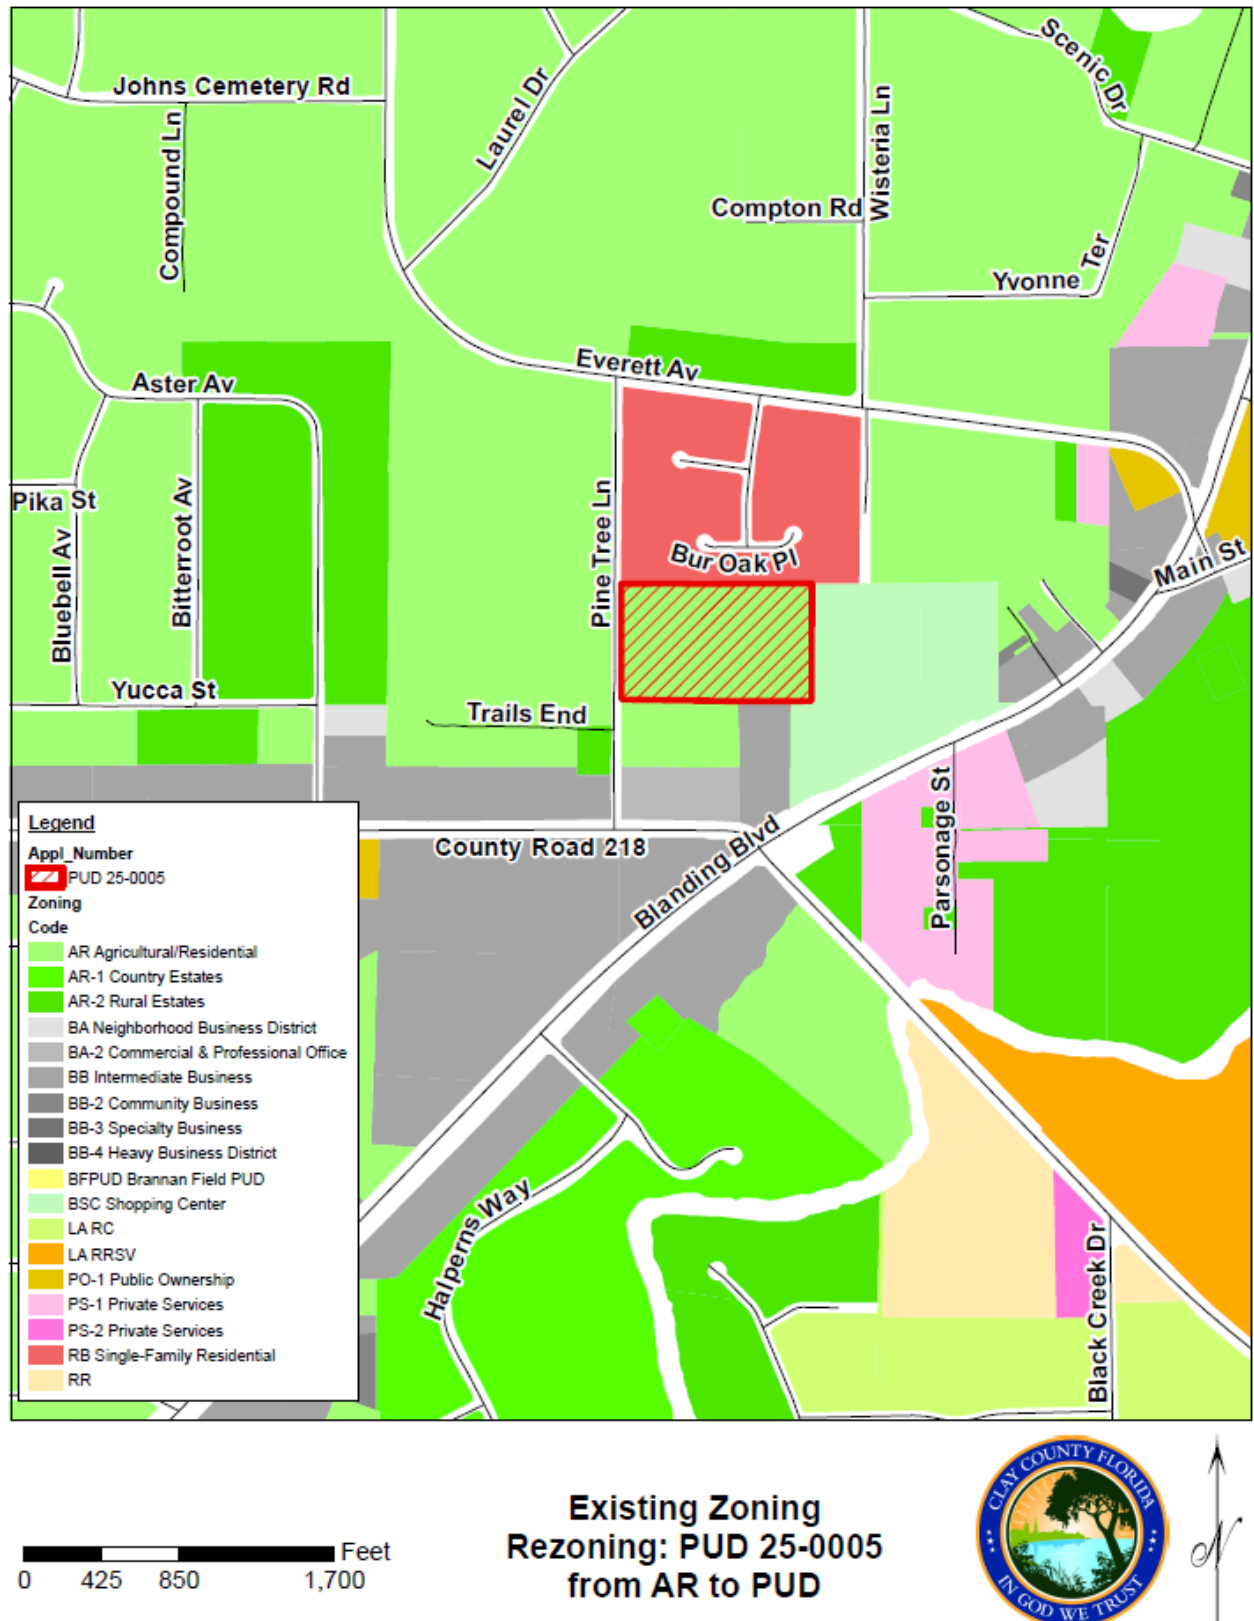 Scenic Dr
Johns Cemetery Rd
Laurel Dr
Wisteria Ln
Compound Ln
Compton Rd
Yvonne Ter
Everett Av
Aster Av
Pika St
Bluebell Av
Bitterroot Av
Pine Tree Ln
Bur Oak Pl
Main St
Yucca St
Trails End
County Road 218
Blanding Blvd
Parsonage St
Halperns Way
Black Creek Dr
Legend
Appl_Number
PUD 25-0005
Zoning
Code
AR Agricultural/Residential
AR-1 Country Estates
AR-2 Rural Estates
BA Neighborhood Business District
BA-2 Commercial & Professional Office
BB Intermediate Business
BB-2 Community Business
BB-3 Specialty Business
BB-4 Heavy Business District
BFPUD Brannan Field PUD
BSC Shopping Center
LA RC
LA RRSV
PO-1 Public Ownership
PS-1 Private Services
PS-2 Private Services
RB Single-Family Residential
RR
Feet
0 425 850 1,700
Existing Zoning
Rezoning: PUD 25-0005
from AR to PUD
CLAY COUNTY FLORIDA
IN GOD WE TRUST
N